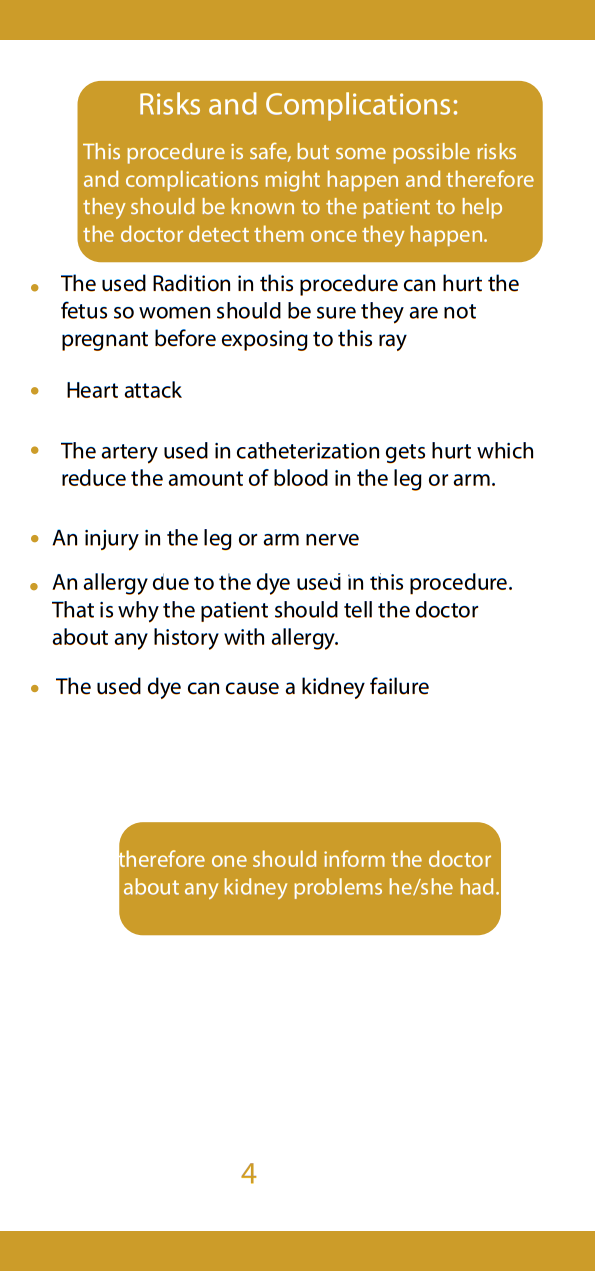 Risks and Complications:
This procedure is safe, but some possible risks
and complications might happen and therefore
they should be known to the patient to help
the doctor detect them once they happen.
• The used Radition in this procedure can hurt the
fetus so women should be sure they are not
pregnant before exposing to this ray
• Heart attack
• The artery used in catheterization gets hurt which
reduce the amount of blood in the leg or arm.
• An injury in the leg or arm nerve
• An allergy due to the dye used in this procedure.
That is why the patient should tell the doctor
about any history with allergy.
• The used dye can cause a kidney failure
therefore one should inform the doctor
about any kidney problems he/she had.
4